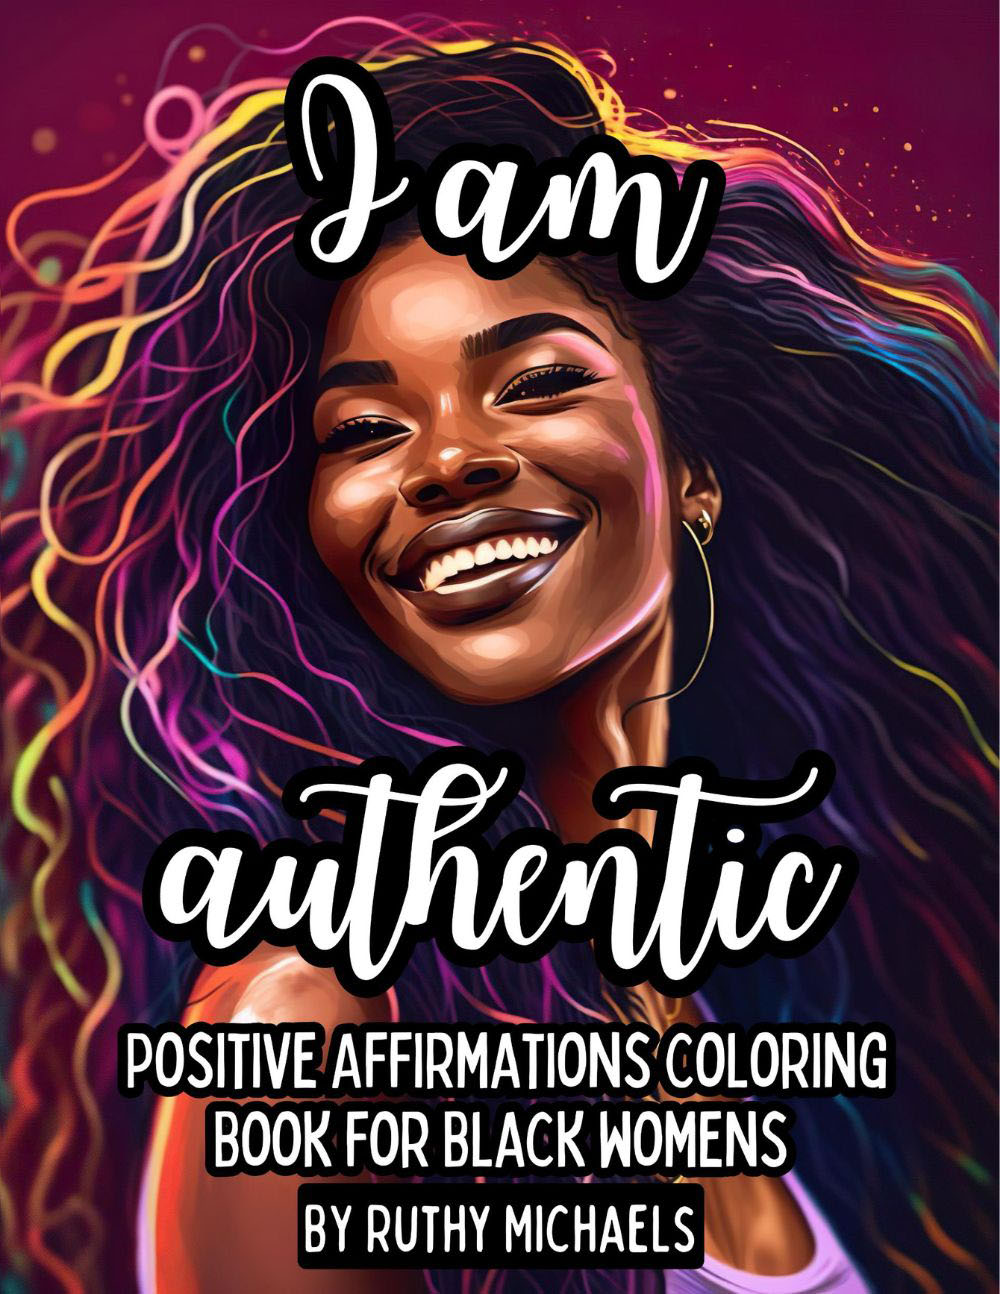 I am
authentic
POSITIVE AFFIRMATIONS COLORING
BOOK FOR BLACK WOMENS
BY RUTHY MICHAELS